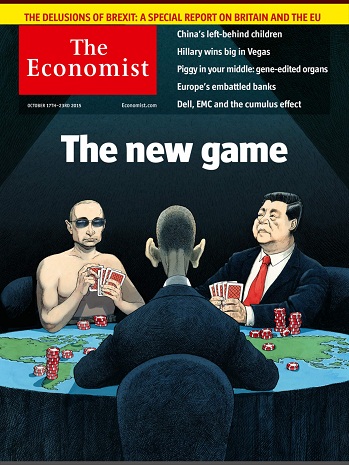 THE DELUSIONS OF BREXIT: A SPECIAL REPORT ON BRITAIN AND THE EU
The
Economist
OCTOBER 17TH–23RD 2015
Economist.com
China's left-behind children
Hillary wins big in Vegas
Piggy in your middle: gene-edited organs
Europe's embattled banks
Dell, EMC and the cumulus effect
The new game